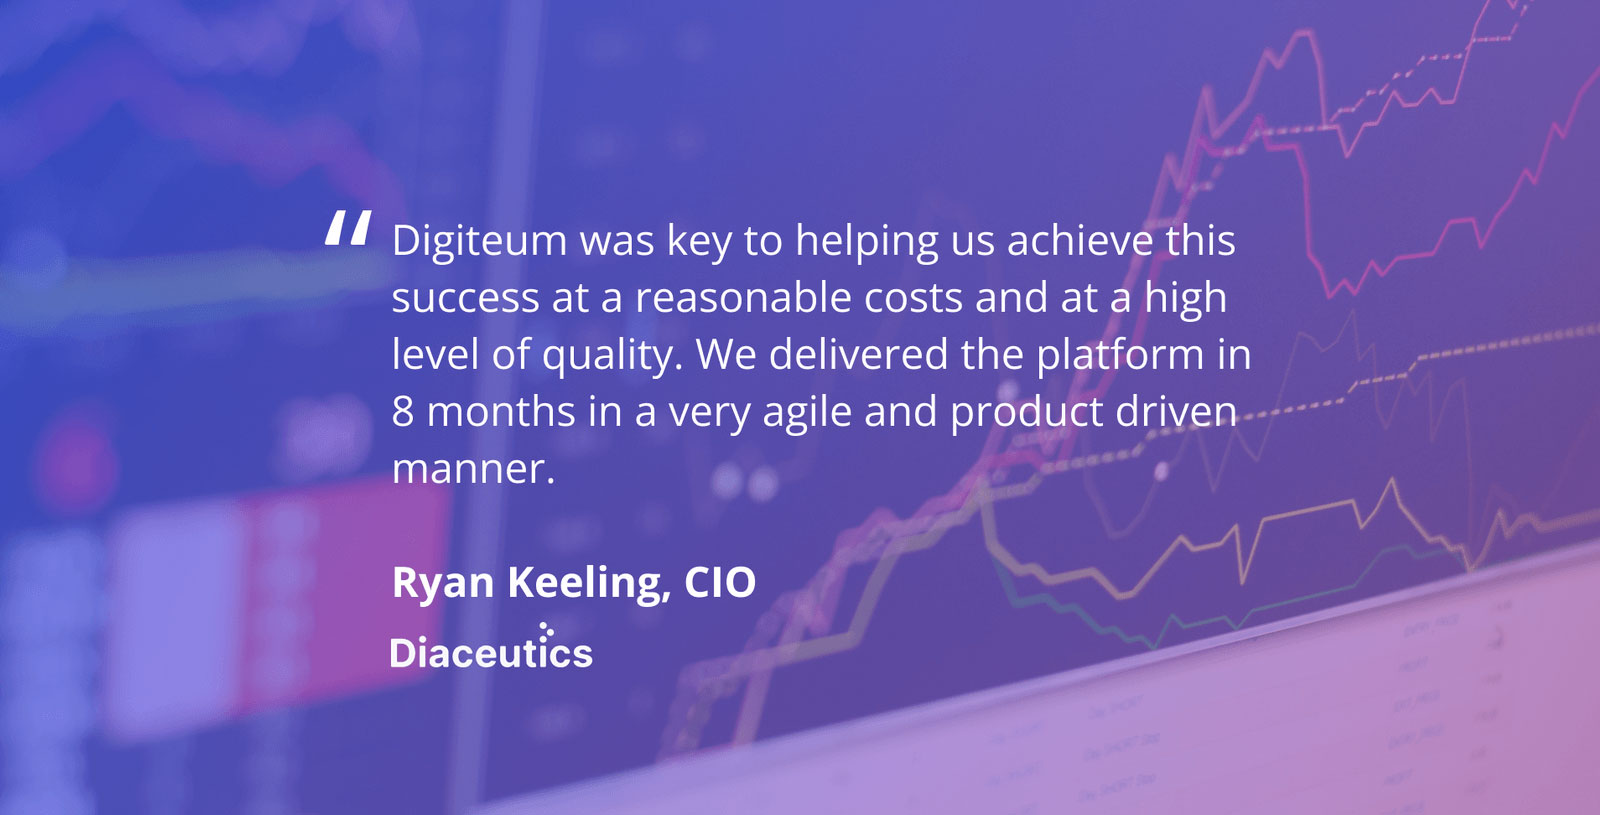 “ Digiteum was key to helping us achieve this
success at a reasonable costs and at a high
level of quality. We delivered the platform in
8 months in a very agile and product driven
manner.
Ryan Keeling, CIO
Diaceutics